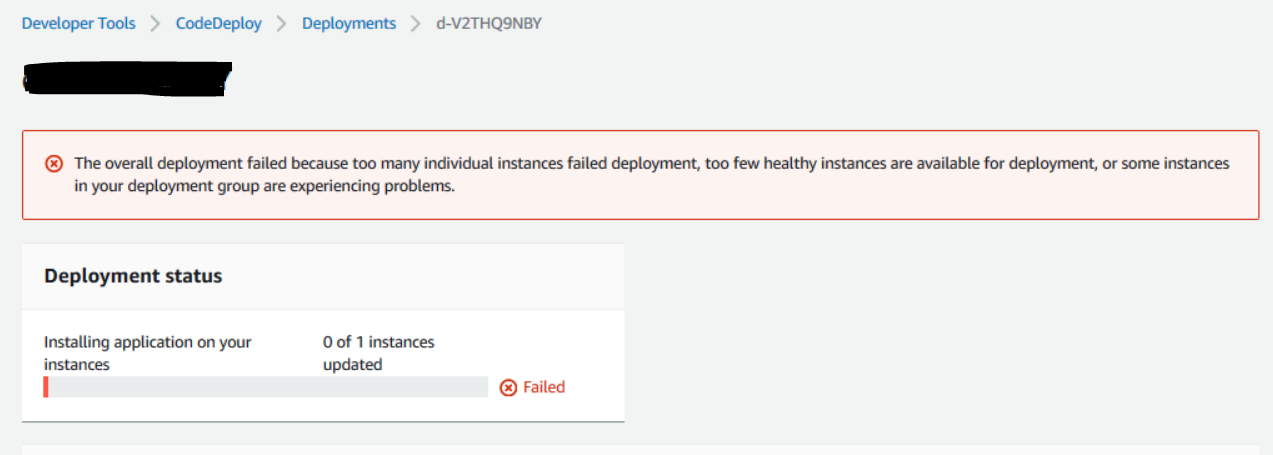 Developer Tools > CodeDeploy > Deployments > d-V2THQ9NBY
The overall deployment failed because too many individual instances failed deployment, too few healthy instances are available for deployment, or some instances
in your deployment group are experiencing problems.
Deployment status
Installing application on your
instances
0 of 1 instances
updated
Failed